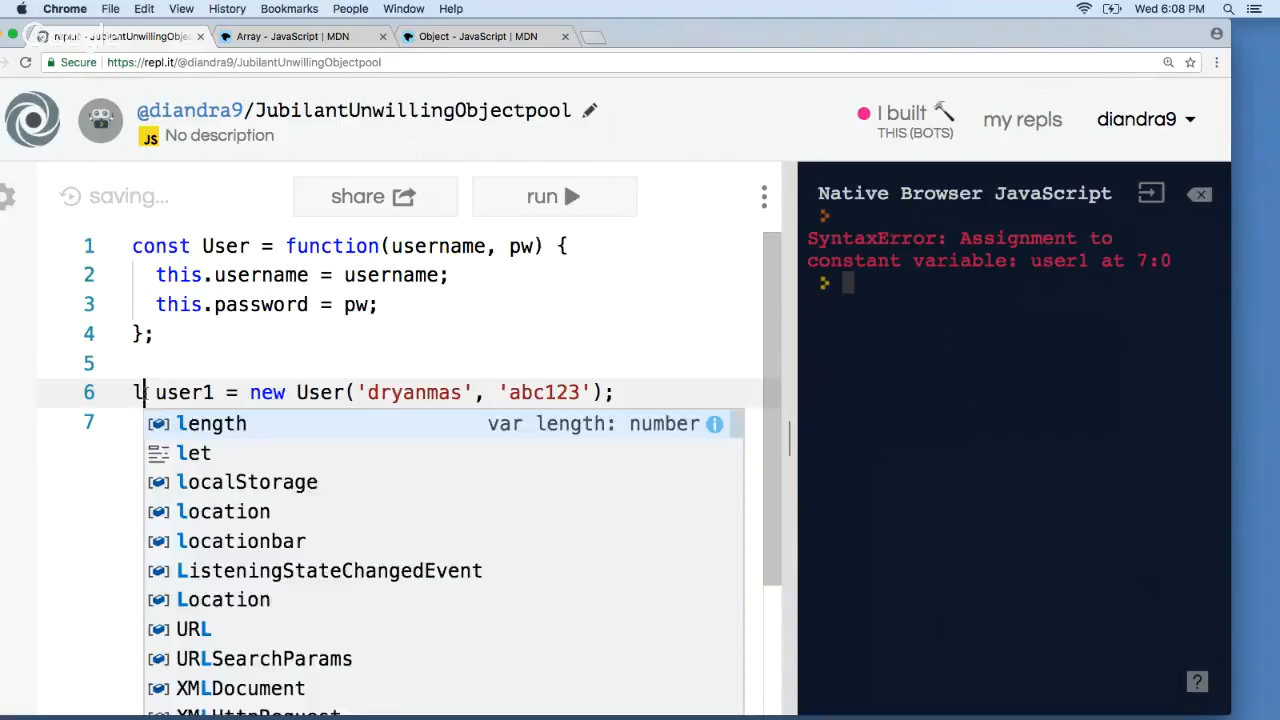 Chrome File Edit View History Bookmarks People Window Help Wed 6:08 PM
Array - JavaScript | MDN Object - JavaScript | MDN
Secure https://repl.it/@diandra9/JubilantUnwillingObjectpool
@diandra9/JubilantUnwillingObjectpool
JS No description
I built
THIS (BOTS)
my repls
diandra9
saving...
share
run
1 const User = function(username, pw) {
2 this.username = username;
3 this.password = pw;
4 };
5
6 l user1 = new User('dryanmas', 'abc123');
7
length var length: number
let
localStorage
location
locationbar
ListeningStateChangedEvent
Location
URL
URLSearchParams
XMLDocument
XMLHttpRequest
Native Browser JavaScript
SyntaxError: Assignment to
constant variable: user1 at 7:0
?